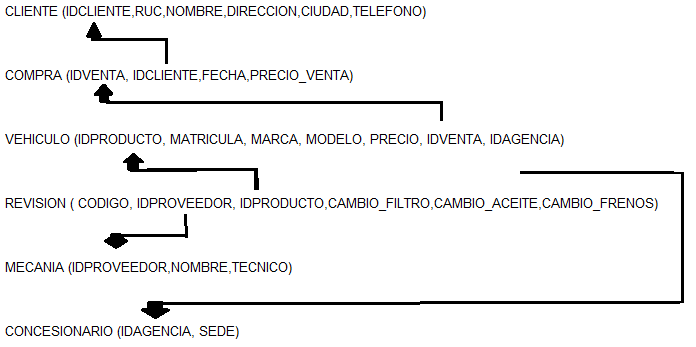 CLIENTE (IDCLIENTE,RUC,NOMBRE,DIRECCION,CIUDAD,TELEFONO)
COMPRA (IDVENTA, IDCLIENTE,FECHA,PRECIO_VENTA)
VEHICULO (IDPRODUCTO, MATRICULA, MARCA, MODELO, PRECIO, IDVENTA, IDAGENCIA)
REVISION ( CODIGO, IDPROVEEDOR, IDPRODUCTO,CAMBIO_FILTRO,CAMBIO_ACEITE,CAMBIO_FRENOS)
MECANIA (IDPROVEEDOR,NOMBRE,TECNICO)
CONCESIONARIO (IDAGENCIA, SEDE)